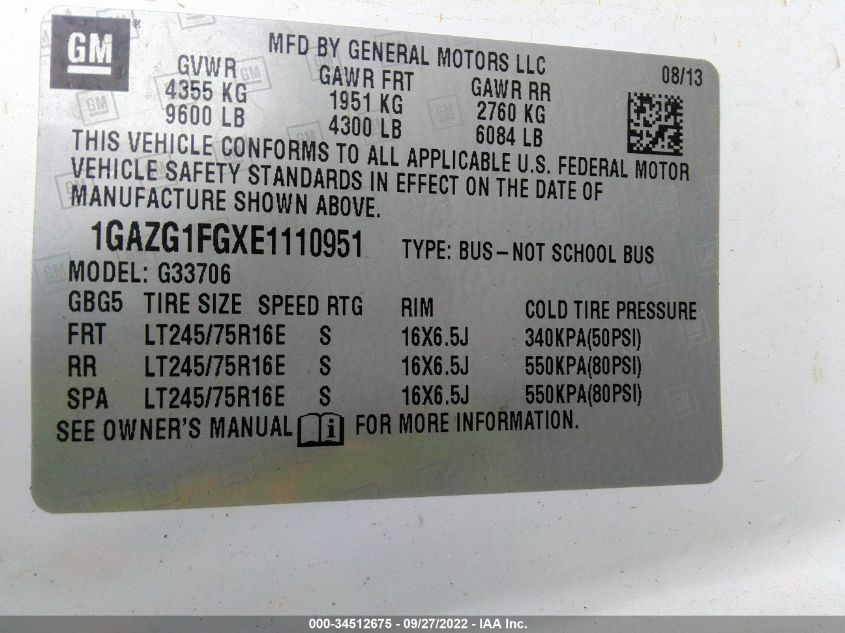 GM
MFD BY GENERAL MOTORS LLC
08/13
GVWR GAWR FRT GAWR RR
4355 KG 1951 KG 2760 KG
9600 LB 4300 LB 6084 LB
THIS VEHICLE CONFORMS TO ALL APPLICABLE U.S. FEDERAL MOTOR
VEHICLE SAFETY STANDARDS IN EFFECT ON THE DATE OF
MANUFACTURE SHOWN ABOVE.
1GAZG1FGXE1110951 TYPE: BUS-NOT SCHOOL BUS
MODEL: G33706
GBG5 TIRE SIZE SPEED RTG RIM COLD TIRE PRESSURE
FRT LT245/75R16E S 16X6.5J 340KPA(50PSI)
RR LT245/75R16E S 16X6.5J 550KPA(80PSI)
SPA LT245/75R16E S 16X6.5J 550KPA(80PSI)
SEE OWNER'S MANUAL i FOR MORE INFORMATION.
000-34512675 - 09/27/2022 - IAA Inc.